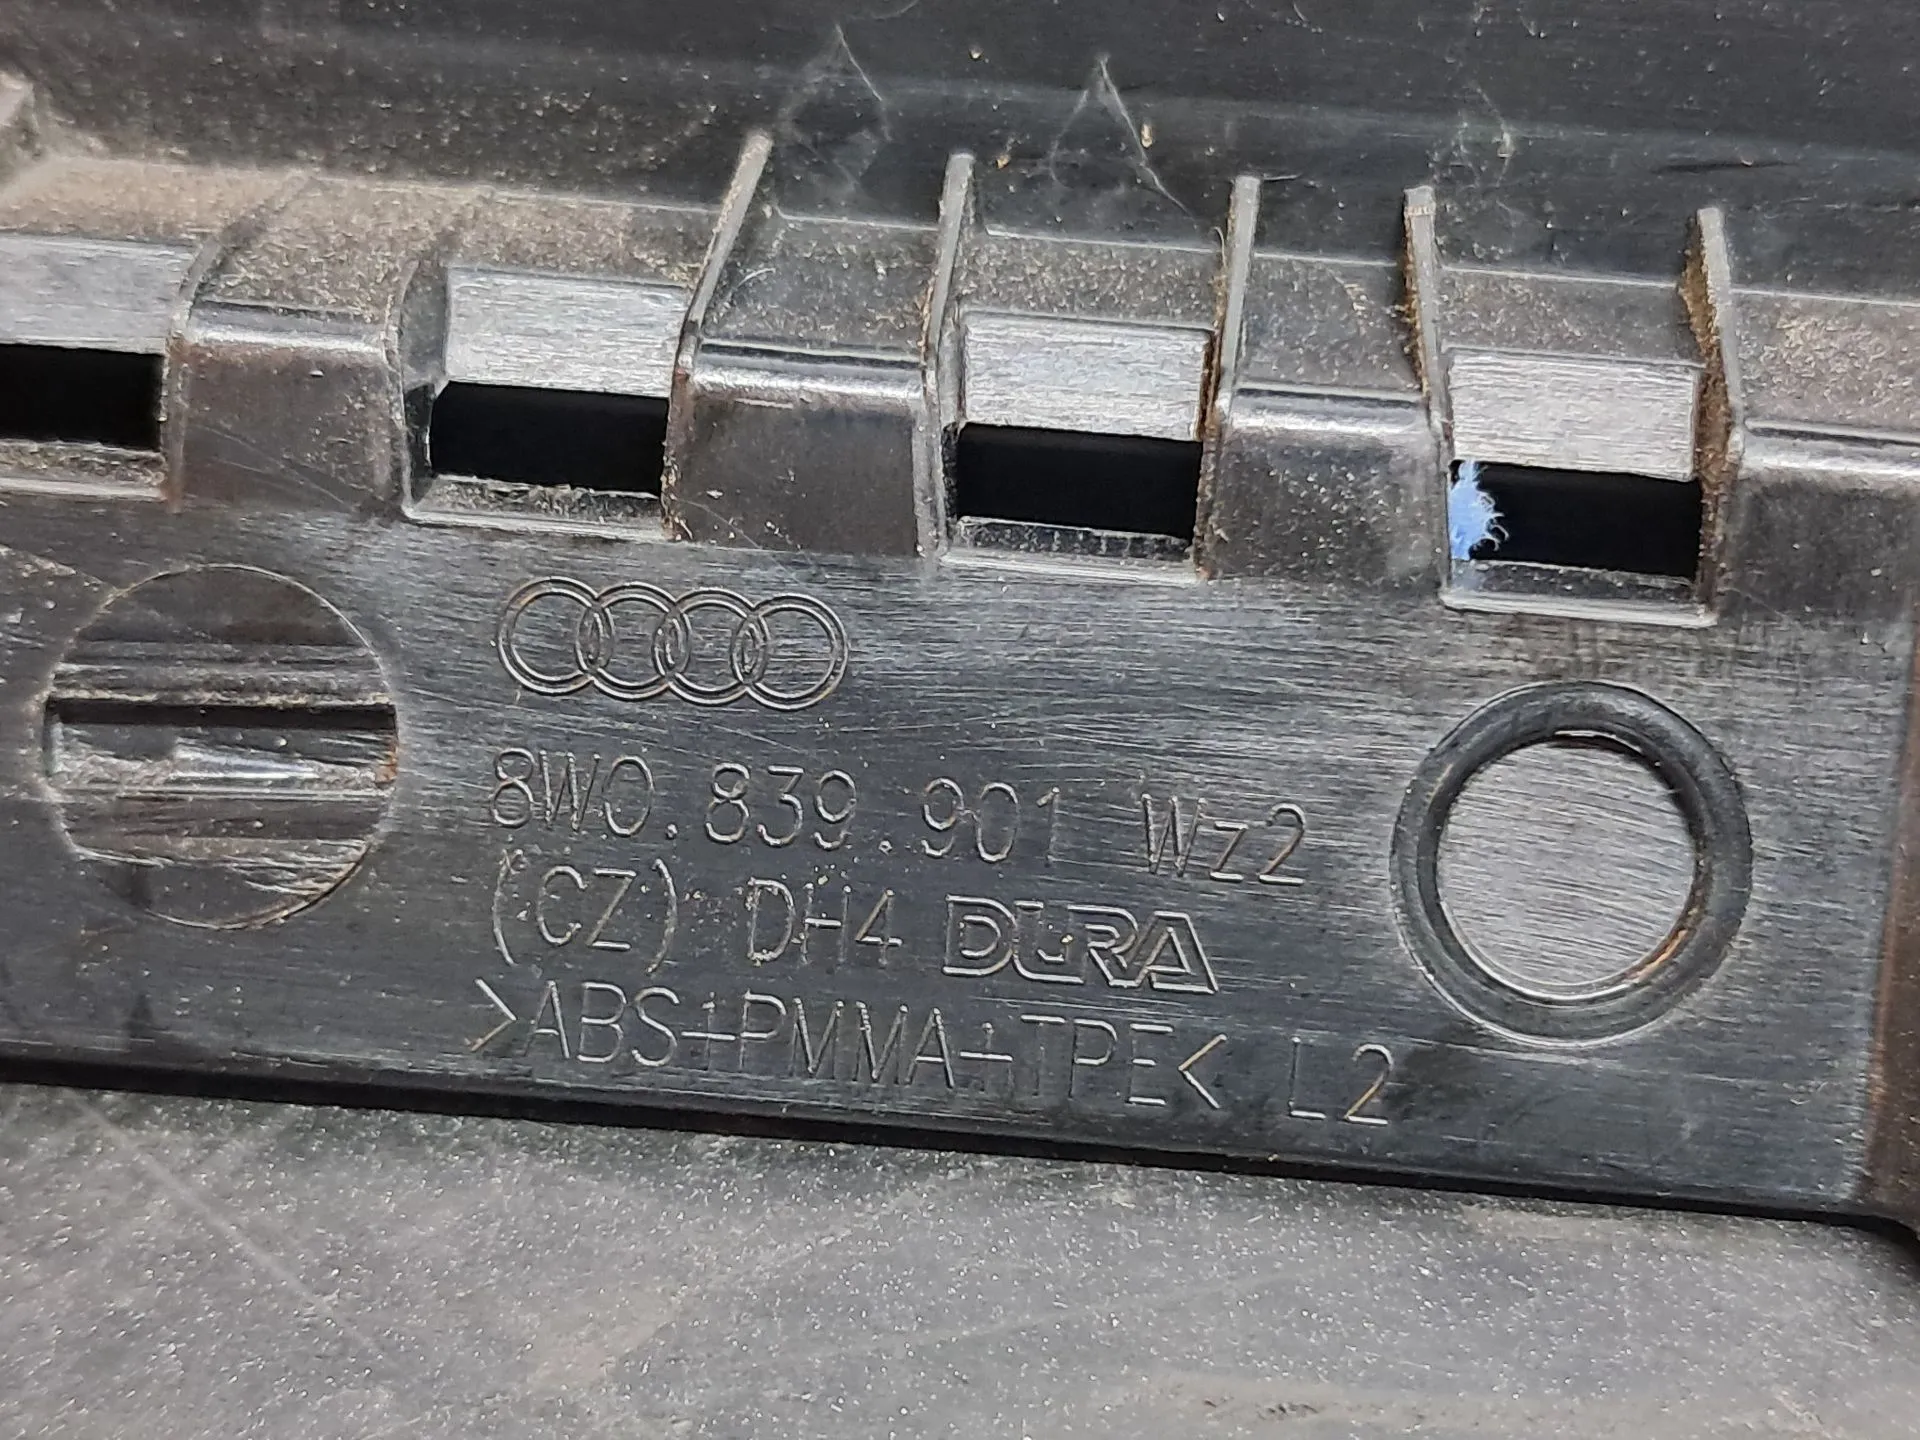 8W0.839.901 Wz2
(CZ) DH4 DURA
>ABS+PMMA+TPE< L2